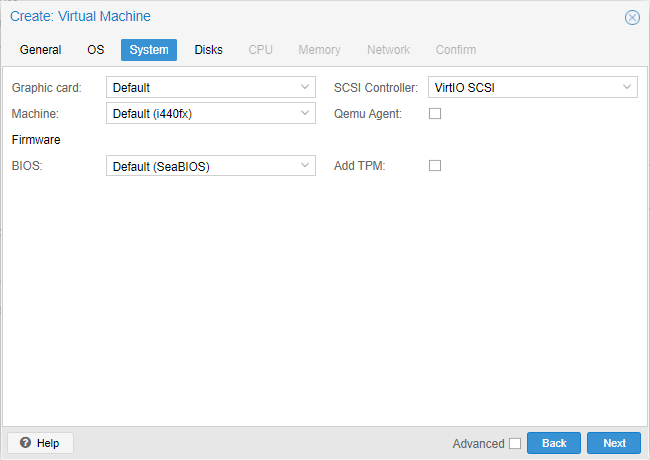 Create: Virtual Machine
General OS System Disks CPU Memory Network Confirm
Graphic card: Default SCSI Controller: VirtIO SCSI
Machine: Default (i440fx) Qemu Agent:
Firmware
BIOS: Default (SeaBIOS) Add TPM:
Help Advanced Back Next